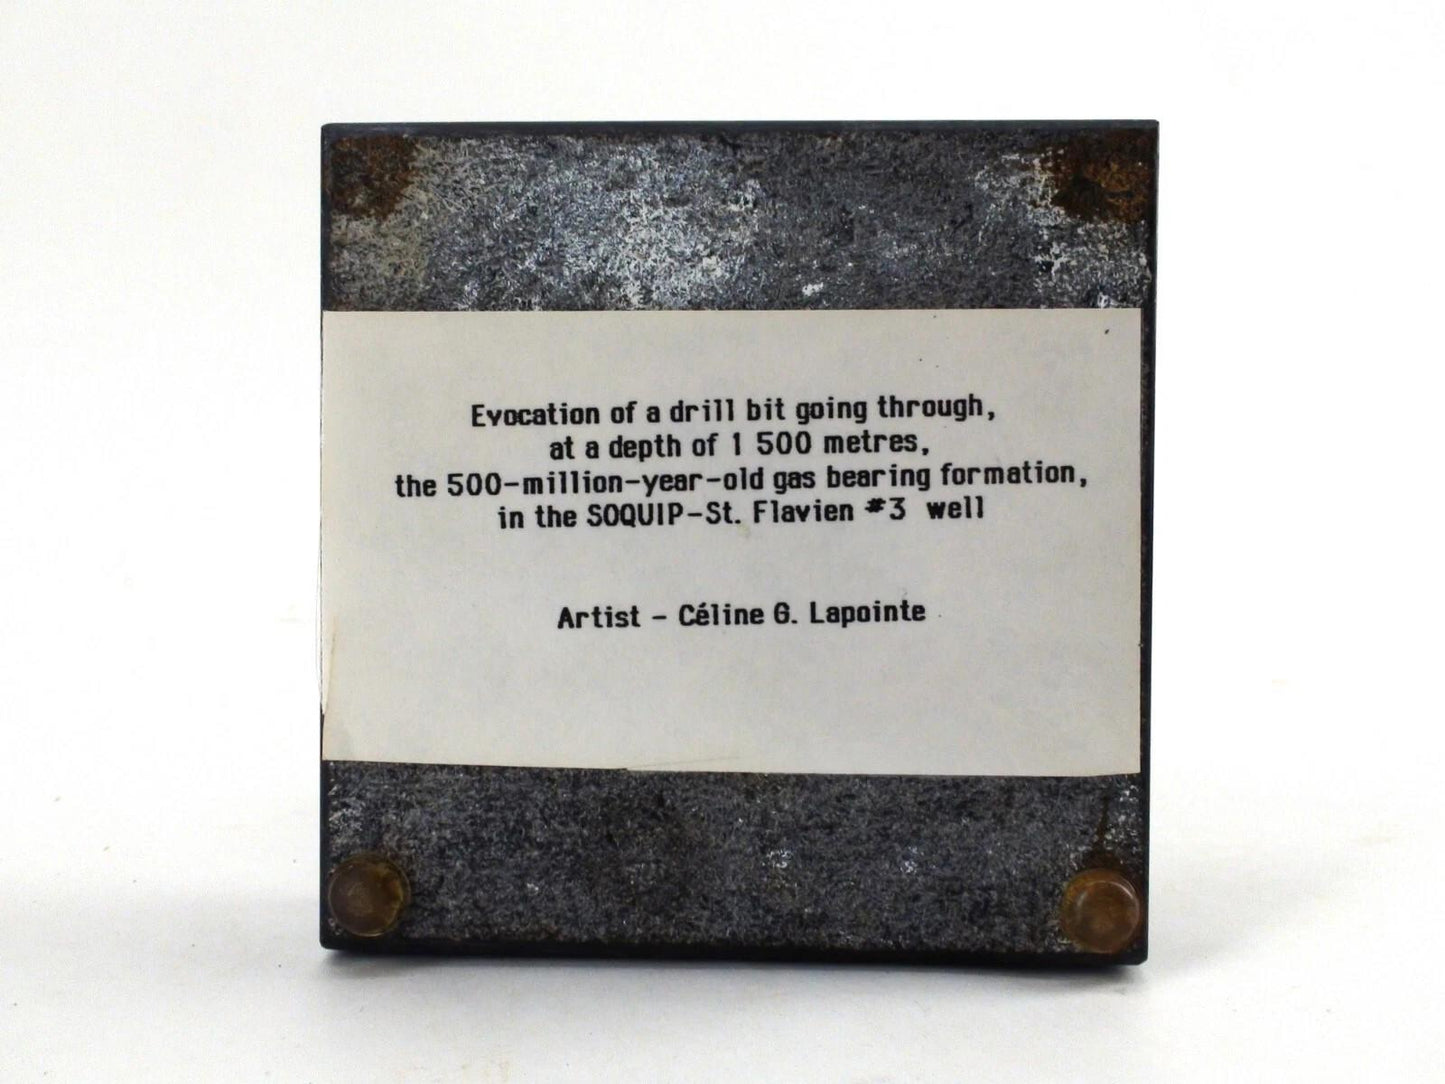 Evocation of a drill bit going through,
at a depth of 1 500 metres,
the 500-million-year-old gas bearing formation,
in the SOQUIP-St. Flavien #3 well
Artist - Céline G. Lapointe